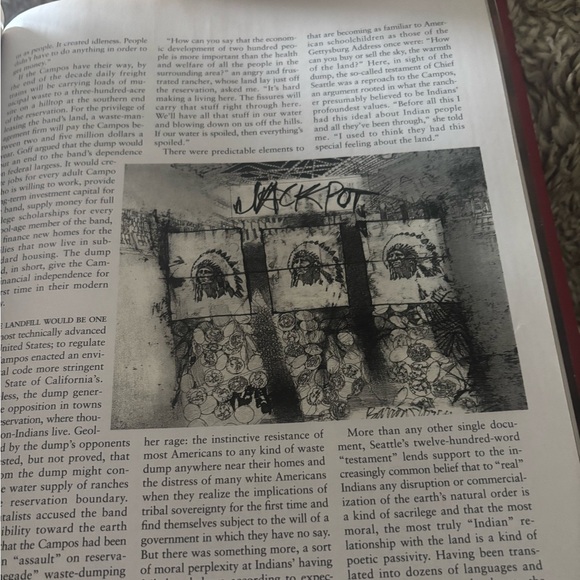 as people. It created idleness. People
didn't have to do anything in order to
money."
If the Campos have their way, by
the end of the decade daily freight
trains will be carrying loads of mu-
nicipal waste to a three-hundred-acre
on a hilltop at the southern end
of the reservation. For the privilege of
leasing the band's land, a waste-man-
agement firm will pay the Campos be-
tween two and five million dollars a
year. Goff argued that the dump would
an end to the band's dependence
federal largess. It would cre-
jobs for every adult Campo
who is willing to work, provide
long-term investment capital for
band, supply money for full
college scholarships for every
school-age member of the band,
finance new homes for the
families that now live in sub-
standard housing. The dump
d, in short, give the Cam-
financial independence for
first time in their modern
LANDFILL WOULD BE ONE
most technically advanced
United States; to regulate
Campos enacted an envi-
al code more stringent
State of California's.
less, the dump gener-
e opposition in towns
servation, where thou-
on-Indians live. Geol-
d by the dump's opponents
sted, but not proved, that
om the dump might con-
e water supply of ranches
reservation boundary.
talists accused the band
ibility toward the earth
hat the Campos had been
n "assault" on reserva-
egade" waste-dumping
"How can you say that the econom-
ic development of two hundred peo-
ple is more important than the health
and welfare of all the people in the
surrounding area?" an angry and frus-
trated rancher, whose land lay just off
the reservation, asked me. "It's hard
making a living here. The fissures will
carry that stuff right through here.
We'll have all that stuff in our water
and blowing down on us off the hills.
If our water is spoiled, then everything's
spoiled."
There were predictable elements to
her rage: the instinctive resistance of
most Americans to any kind of waste
dump anywhere near their homes and
the distress of many white Americans
when they realize the implications of
tribal sovereignty for the first time and
find themselves subject to the will of a
government in which they have no say.
But there was something more, a sort
of moral perplexity at Indians' having
according to expec-
that are becoming as familiar to Amer-
ican schoolchildren as those of the
Gettysburg Address once were: "How
can you buy or sell the sky, the warmth
of the land?" Here, in sight of the
dump, the so-called testament of Chief
Seattle was a reproach to the Campos,
an argument rooted in what the ranch-
er presumably believed to be Indians'
profoundest values. "Before all this I
had this ideal about Indian people
and all they've been through," she told
me. "I used to think they had this
special feeling about the land."
JACKPOT
More than any other single docu-
ment, Seattle's twelve-hundred-word
"testament" lends support to the in-
creasingly common belief that to "real"
Indians any disruption or commercial-
ization of the earth's natural order is
a kind of sacrilege and that the most
moral, the most truly "Indian" re-
lationship with the land is a kind of
poetic passivity. Having been trans-
lated into dozens of languages and